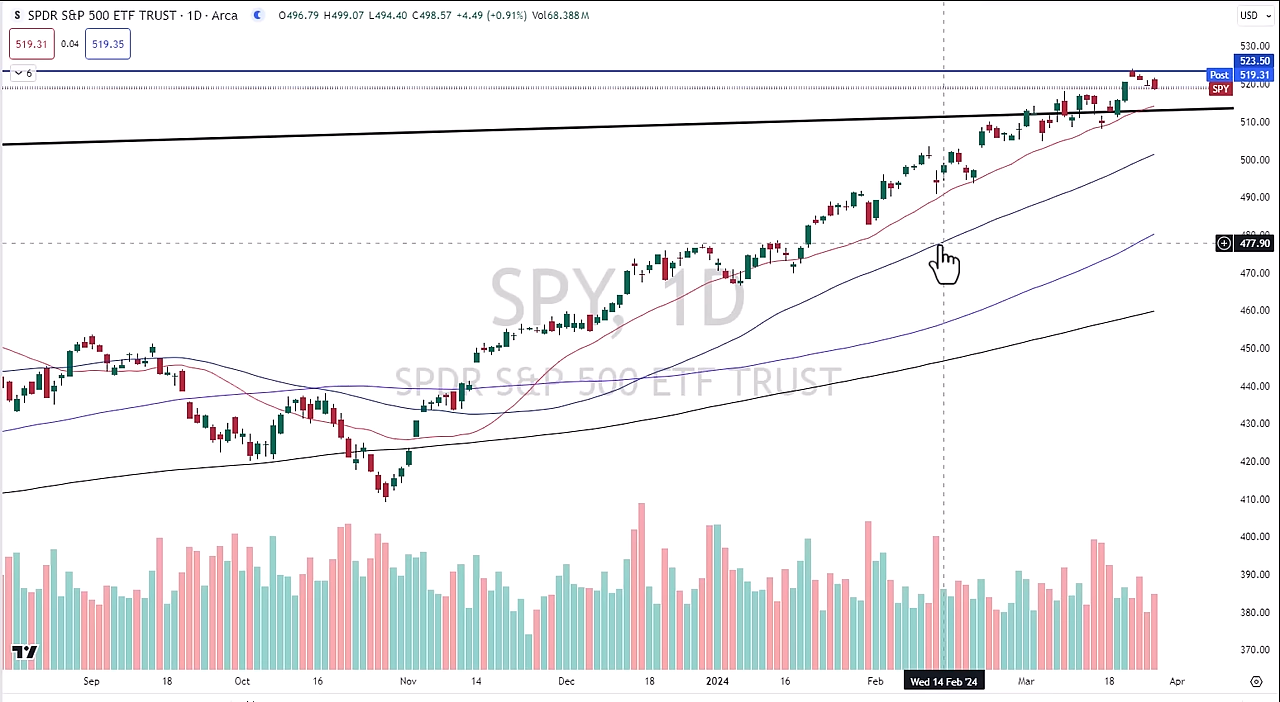 S SPDR S&P 500 ETF TRUST · 1D · Arca O496.79 H499.07 L494.40 C498.57 +4.49 (+0.91%) Vol68.388M
USD
519.31 0.04 519.35
6
530.00
523.50
Post 519.31
520.00
SPY
510.00
500.00
490.00
480.00
477.90
470.00
460.00
450.00
440.00
430.00
420.00
410.00
400.00
390.00
380.00
370.00
SPY, 1D
SPDR S&P 500 ETF TRUST
Sep 18 Oct 16 Nov 14 Dec 18 2024 16 Feb Wed 14 Feb '24 Mar 18 Apr